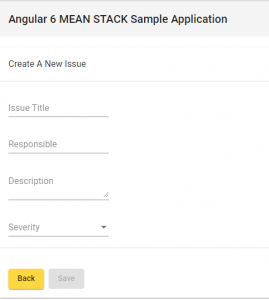 Angular 6 MEAN STACK Sample Application
Create A New Issue
Issue Title
Responsible
Description
Severity
Back Save